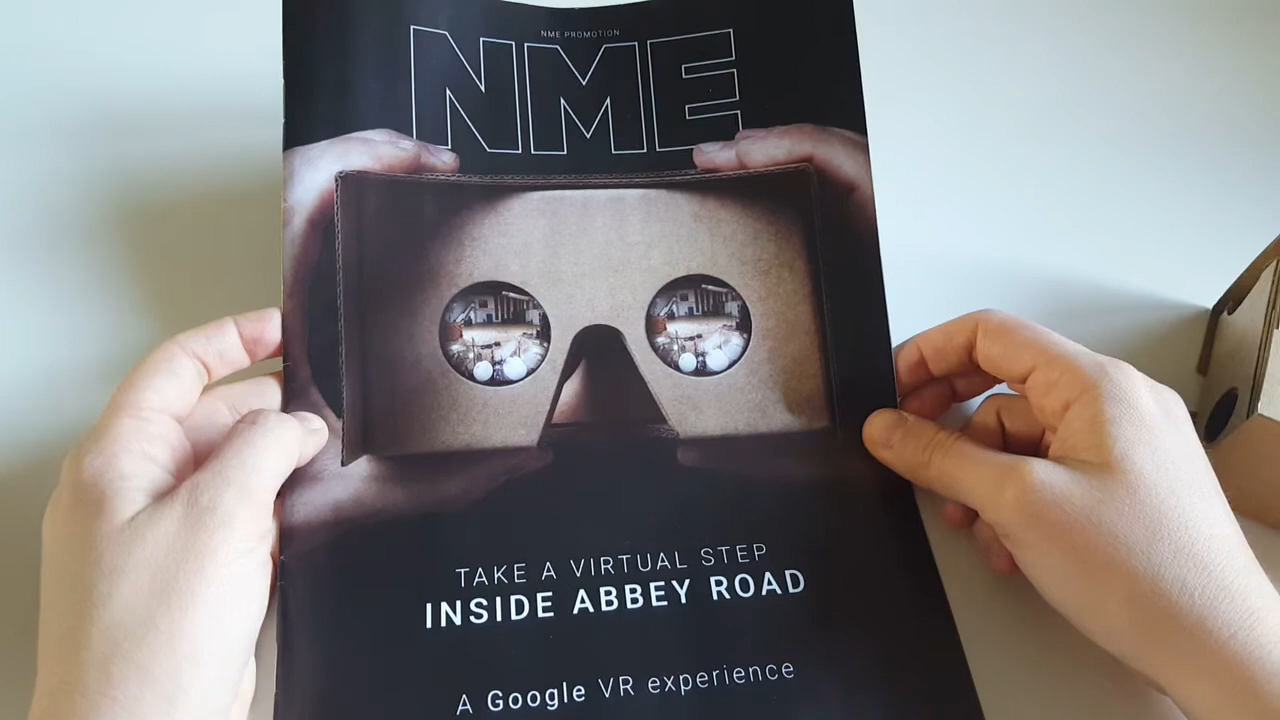 NME PROMOTION
NME
TAKE A VIRTUAL STEP
INSIDE ABBEY ROAD
A Google VR experience